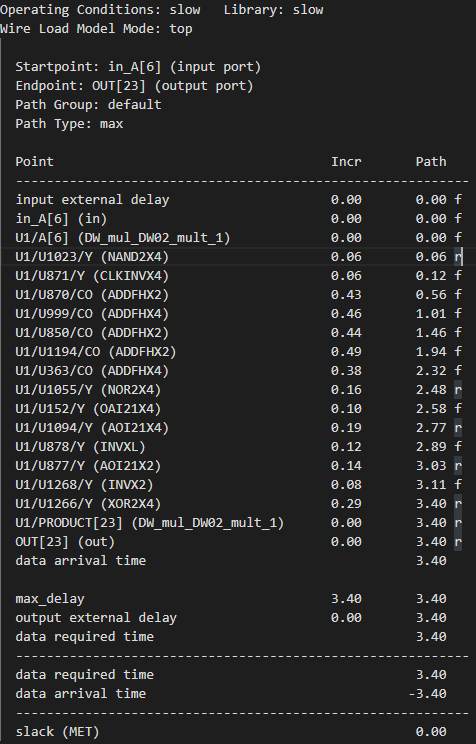 Operating Conditions: slow   Library: slow
Wire Load Model Mode: top
Startpoint: in_A[6] (input port)
Endpoint: OUT[23] (output port)
Path Group: default
Path Type: max
Point                                    Incr       Path
------------------------------------------------------
input external delay                     0.00       0.00 f
in_A[6] (in)                             0.00       0.00 f
U1/A[6] (DW_mul_DW02_mult_1)             0.00       0.00 f
U1/U1023/Y (NAND2X4)                     0.06       0.06 r
U1/U871/Y (CLKINVX4)                     0.06       0.12 f
U1/U870/CO (ADDFHX2)                     0.43       0.56 f
U1/U999/CO (ADDFHX4)                     0.46       1.01 f
U1/U850/CO (ADDFHX2)                     0.44       1.46 f
U1/U1194/CO (ADDFHX2)                    0.49       1.94 f
U1/U363/CO (ADDFHX4)                     0.38       2.32 f
U1/U1055/Y (NOR2X4)                      0.16       2.48 r
U1/U152/Y (OAI21X4)                      0.10       2.58 f
U1/U1094/Y (AOI21X4)                     0.19       2.77 r
U1/U878/Y (INVXL)                        0.12       2.89 f
U1/U877/Y (AOI21X2)                      0.14       3.03 r
U1/U1268/Y (INVX2)                       0.08       3.11 f
U1/U1266/Y (XOR2X4)                      0.29       3.40 r
U1/PRODUCT[23] (DW_mul_DW02_mult_1)      0.00       3.40 r
OUT[23] (out)                            0.00       3.40 r
data arrival time                                   3.40
max_delay                                3.40       3.40
output external delay                    0.00       3.40
data required time                                  3.40
------------------------------------------------------
data required time                                  3.40
data arrival time                                  -3.40
------------------------------------------------------
slack (MET)                                         0.00